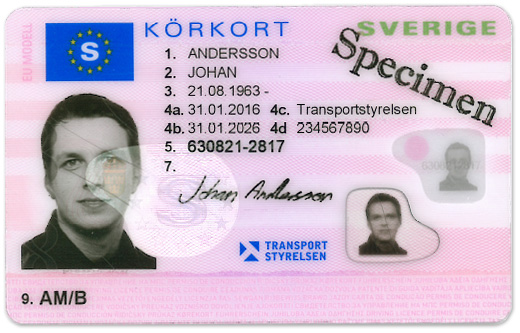 KÖRKORT SVERIGE
EU MODELL
S
Specimen
1. ANDERSSON
2. JOHAN
3. 21.08.1963 -
4a. 31.01.2016 4c. Transportstyrelsen
4b. 31.01.2026 4d 234567890
5. 630821-2817
630821-2817
7.
Johan Andersson
S
TRANSPORT
STYRELSEN
9. AM/B